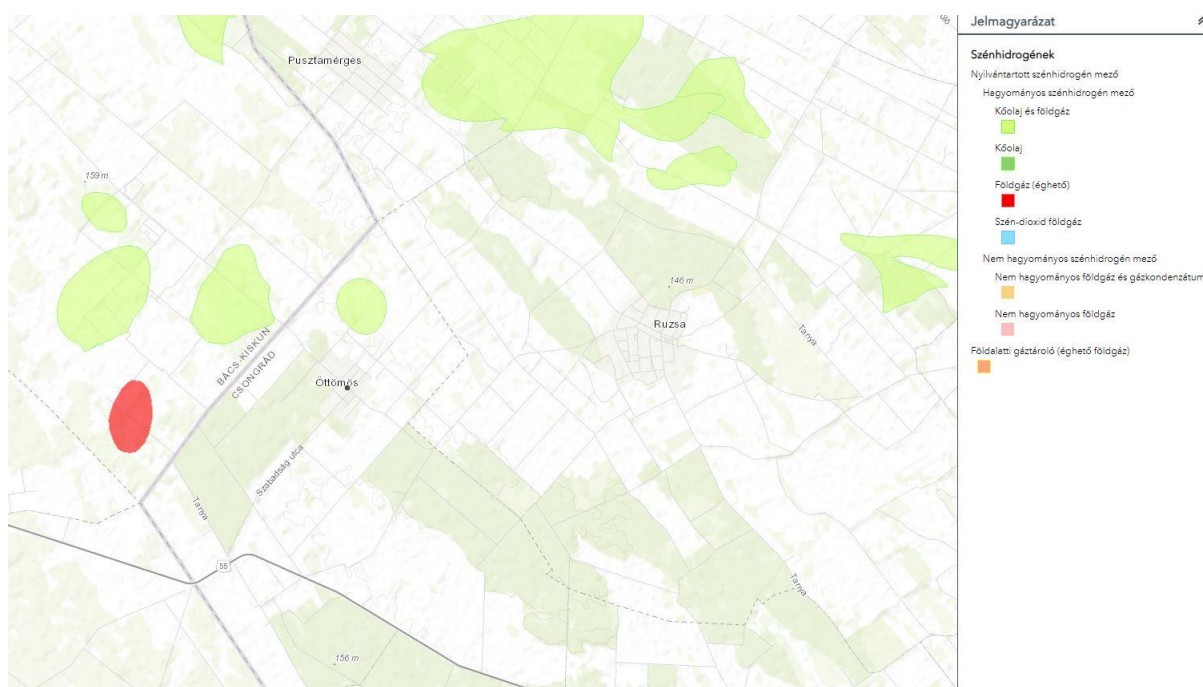 Pusztamérges
159 m
146 m
Ruzsa
Tanya
BÁCS-KISKUN
CSONGRÁD
Öttömös
Szabadság utca
Tanya
55
Tanya
156 m
Jelmagyarázat
Szénhidrogének
Nyilvántartott szénhidrogén mező
Hagyományos szénhidrogén mező
Kőolaj és földgáz
Kőolaj
Földgáz (éghető)
Szén-dioxid földgáz
Nem hagyományos szénhidrogén mező
Nem hagyományos földgáz és gázkondenzátum
Nem hagyományos földgáz
Földalatti gáztároló (éghető földgáz)